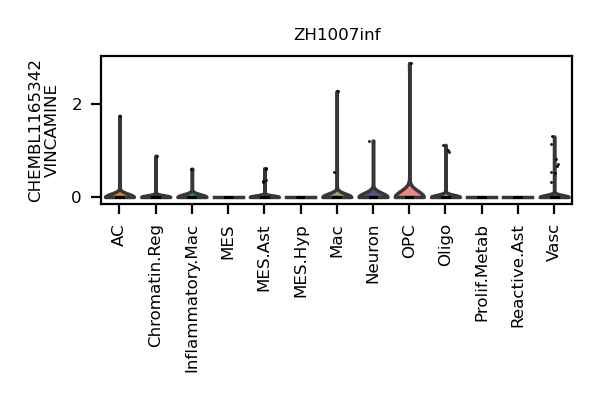 ZH1007inf
CHEMBL1165342
VINCAMINE
2
0
AC
Chromatin.Reg
Inflammatory.Mac
MES
MES.Ast
MES.Hyp
Mac
Neuron
OPC
Oligo
Prolif.Metab
Reactive.Ast
Vasc